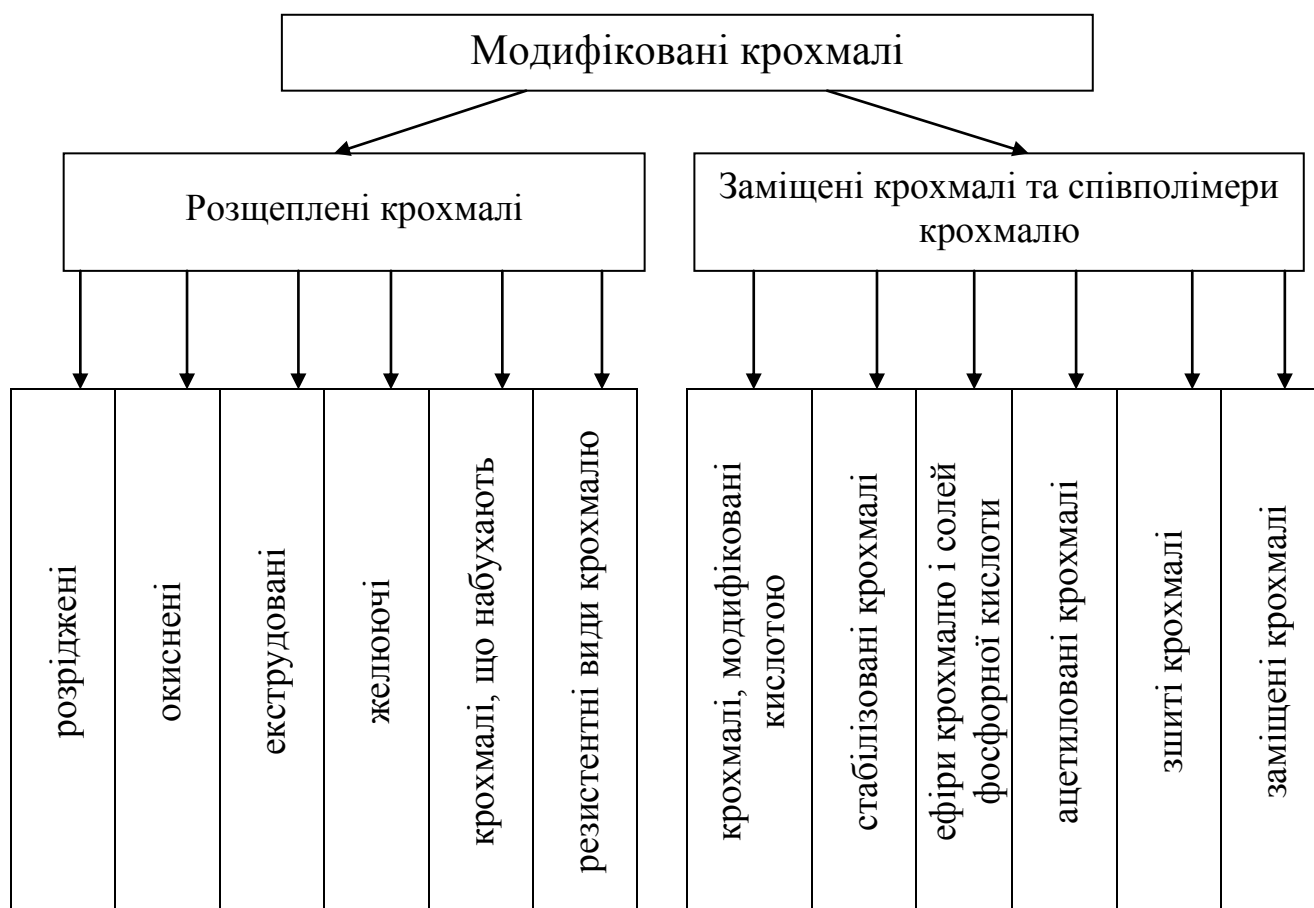 Модифіковані крохмалі
Розщеплені крохмалі
Заміщені крохмалі та співполімери
крохмалю
розріджені
окиснені
екструдовані
желюючі
крохмалі, що набухають
резистентні види крохмалю
крохмалі, модифіковані
кислотою
стабілізовані крохмалі
ефіри крохмалю і солей
фосфорної кислоти
ацетиловані крохмалі
зшиті крохмалі
заміщені крохмалі